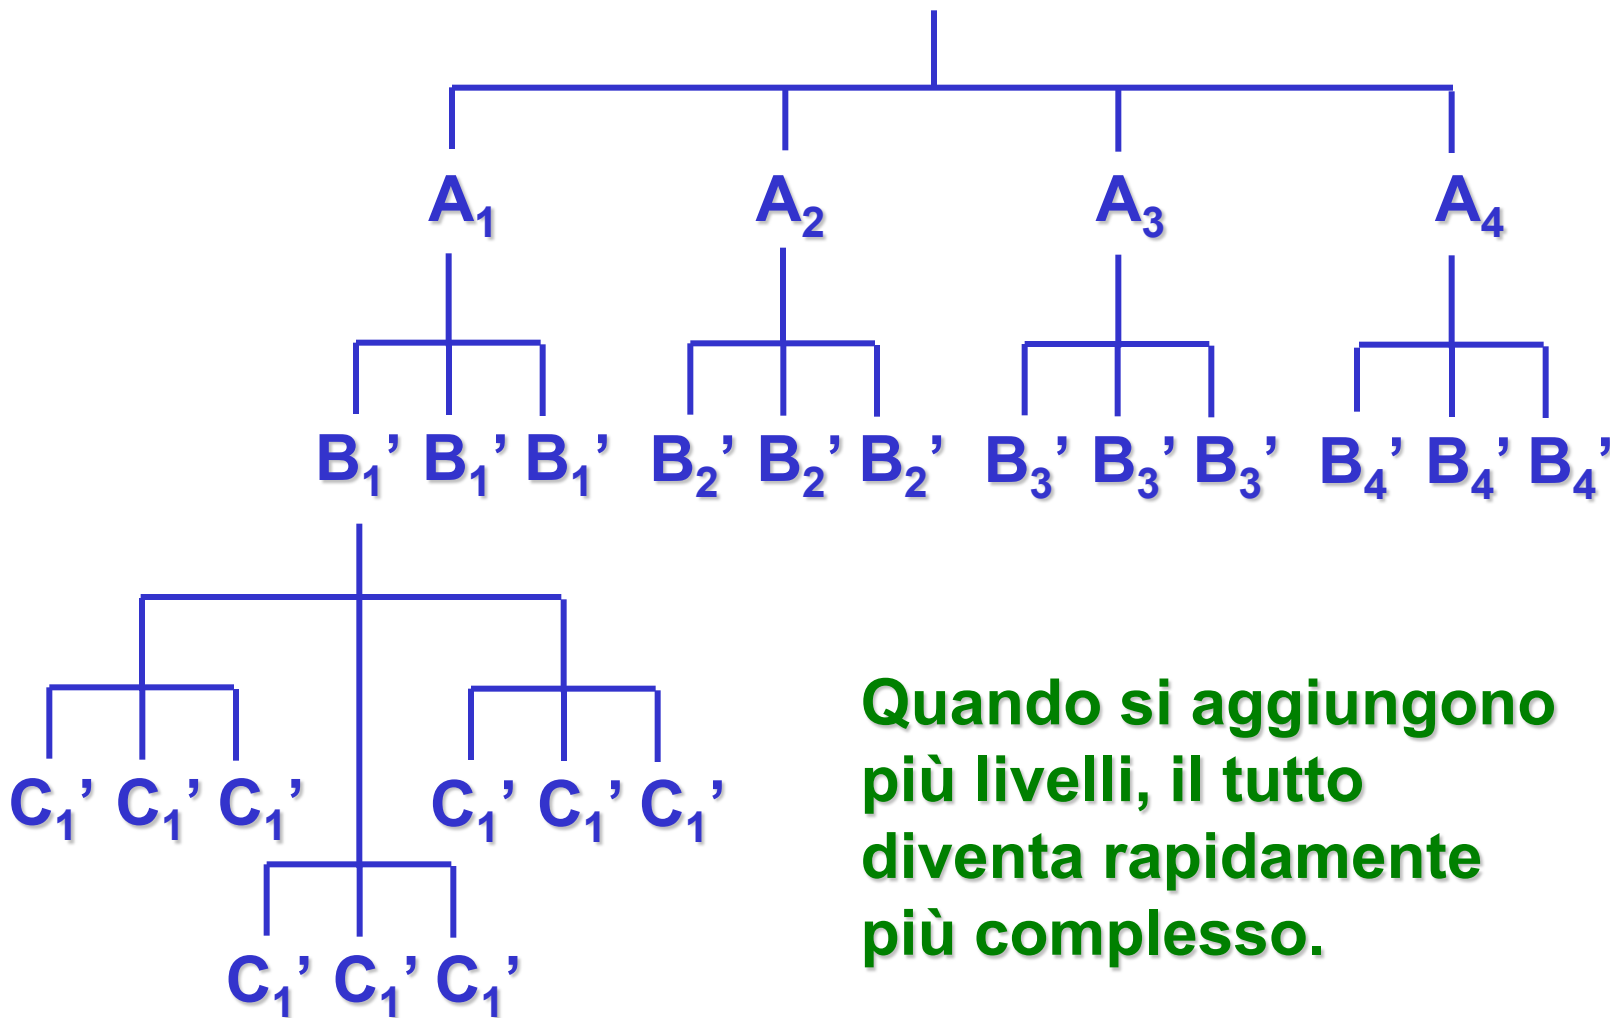 A₁ A₂ A₃ A₄
B₁’ B₁’ B₁’ B₂’ B₂’ B₂’ B₃’ B₃’ B₃’ B₄’ B₄’ B₄’
Quando si aggiungono
più livelli, il tutto
diventa rapidamente
più complesso.
C₁’ C₁’ C₁’ C₁’ C₁’ C₁’
C₁’ C₁’ C₁’